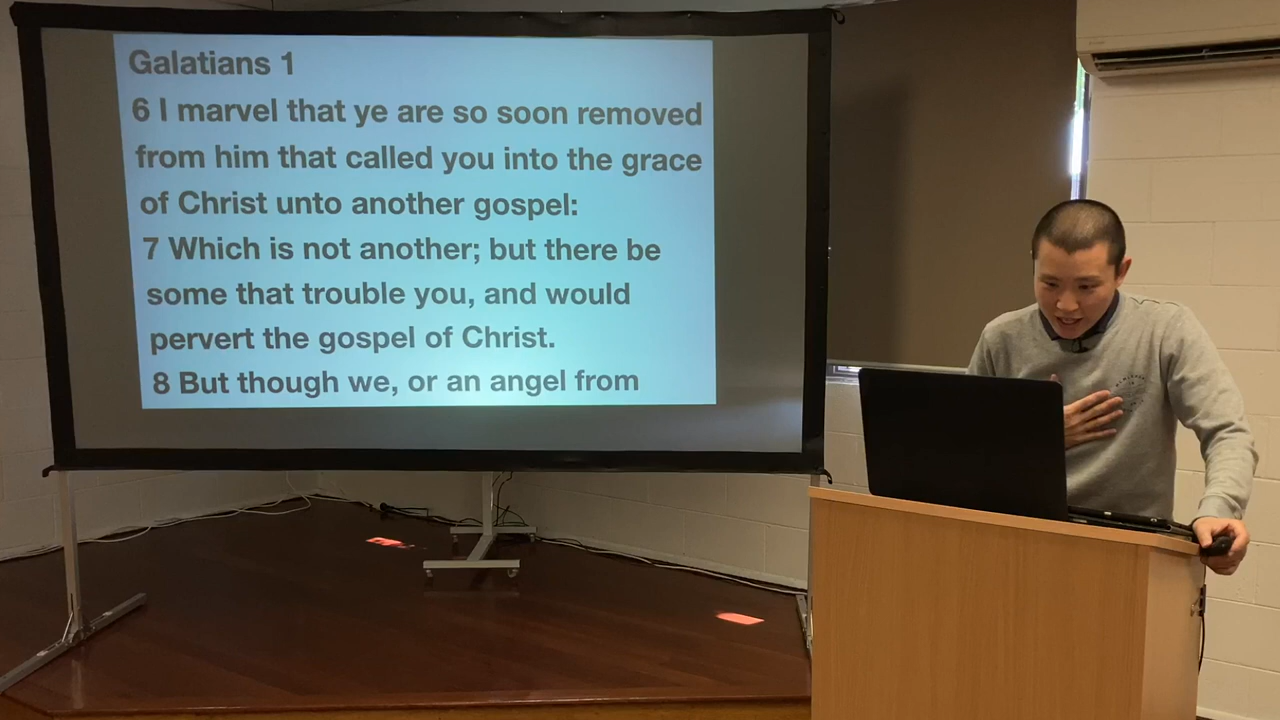 Galatians 1
6 I marvel that ye are so soon removed
from him that called you into the grace
of Christ unto another gospel:
7 Which is not another; but there be
some that trouble you, and would
pervert the gospel of Christ.
8 But though we, or an angel from